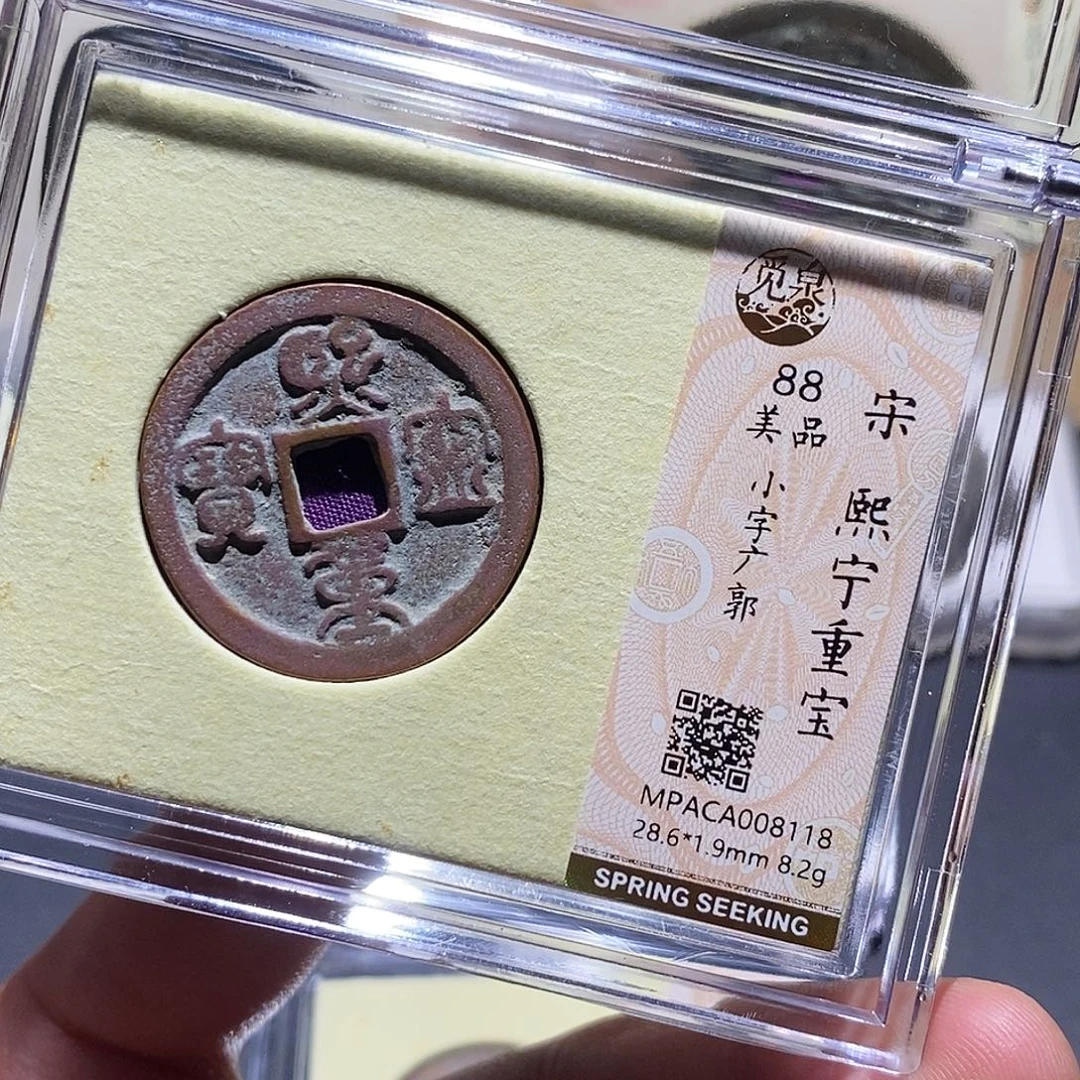 熙寧重寶
觅泉
88
美品
小字广郭
宋 熙宁重宝
MPACA008118
28.6*1.9mm 8.2g
SPRING SEEKING